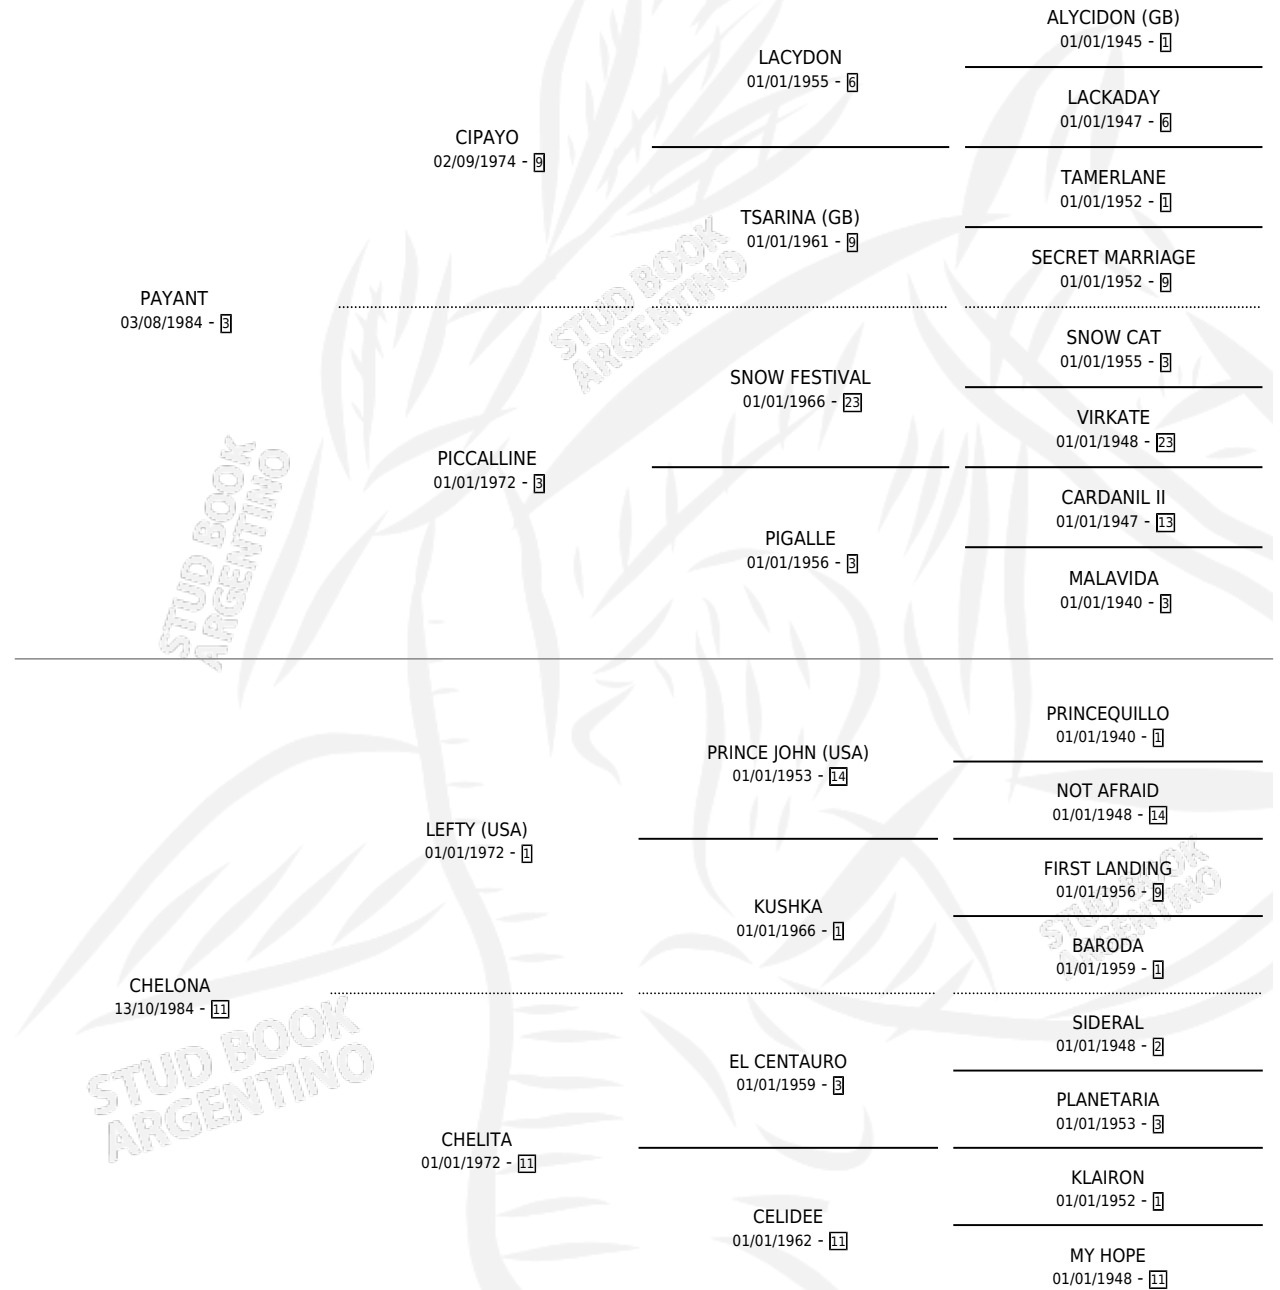 ALYCIDON (GB)
01/01/1945 - 1
LACYDON
01/01/1955 - 6
LACKADAY
01/01/1947 - 6
CIPAYO
02/09/1974 - 9
TAMERLANE
01/01/1952 - 1
TSARINA (GB)
01/01/1961 - 9
SECRET MARRIAGE
01/01/1952 - 9
PAYANT
03/08/1984 - 3
SNOW CAT
01/01/1955 - 3
SNOW FESTIVAL
01/01/1966 - 23
VIRKATE
01/01/1948 - 23
PICCALLINE
01/01/1972 - 3
CARDANIL II
01/01/1947 - 13
PIGALLE
01/01/1956 - 3
MALAVIDA
01/01/1940 - 3
PRINCEQUILLO
01/01/1940 - 1
PRINCE JOHN (USA)
01/01/1953 - 14
NOT AFRAID
01/01/1948 - 14
LEFTY (USA)
01/01/1972 - 1
FIRST LANDING
01/01/1956 - 9
KUSHKA
01/01/1966 - 1
BARODA
01/01/1959 - 1
CHELONA
13/10/1984 - 11
SIDERAL
01/01/1948 - 2
EL CENTAURO
01/01/1959 - 3
PLANETARIA
01/01/1953 - 3
CHELITA
01/01/1972 - 11
KLAIRON
01/01/1952 - 1
CELIDEE
01/01/1962 - 11
MY HOPE
01/01/1948 - 11
STUD BOOK
ARGENTINO
STUD BOOK
ARGENTINO
STUD BOOK
ARGENTINO
STUD BOOK
ARGENTINO